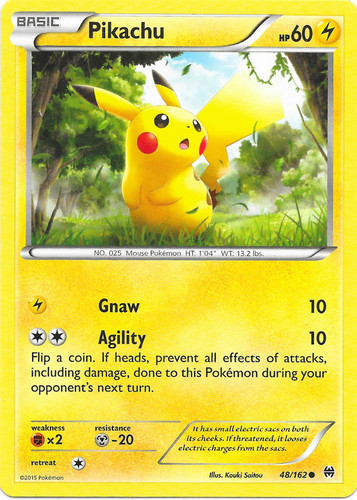 BASIC
Pikachu
HP60
NO. 025 Mouse Pokémon HT: 1'04" WT: 13.2 lbs.
Gnaw 10
Agility 10
Flip a coin. If heads, prevent all effects of attacks,
including damage, done to this Pokémon during your
opponent's next turn.
weakness
×2
resistance
-20
retreat
It has small electric sacs on both
its cheeks. If threatened, it looses
electric charges from the sacs.
Illus. Kouki Saitou
48/162
©2015 Pokémon